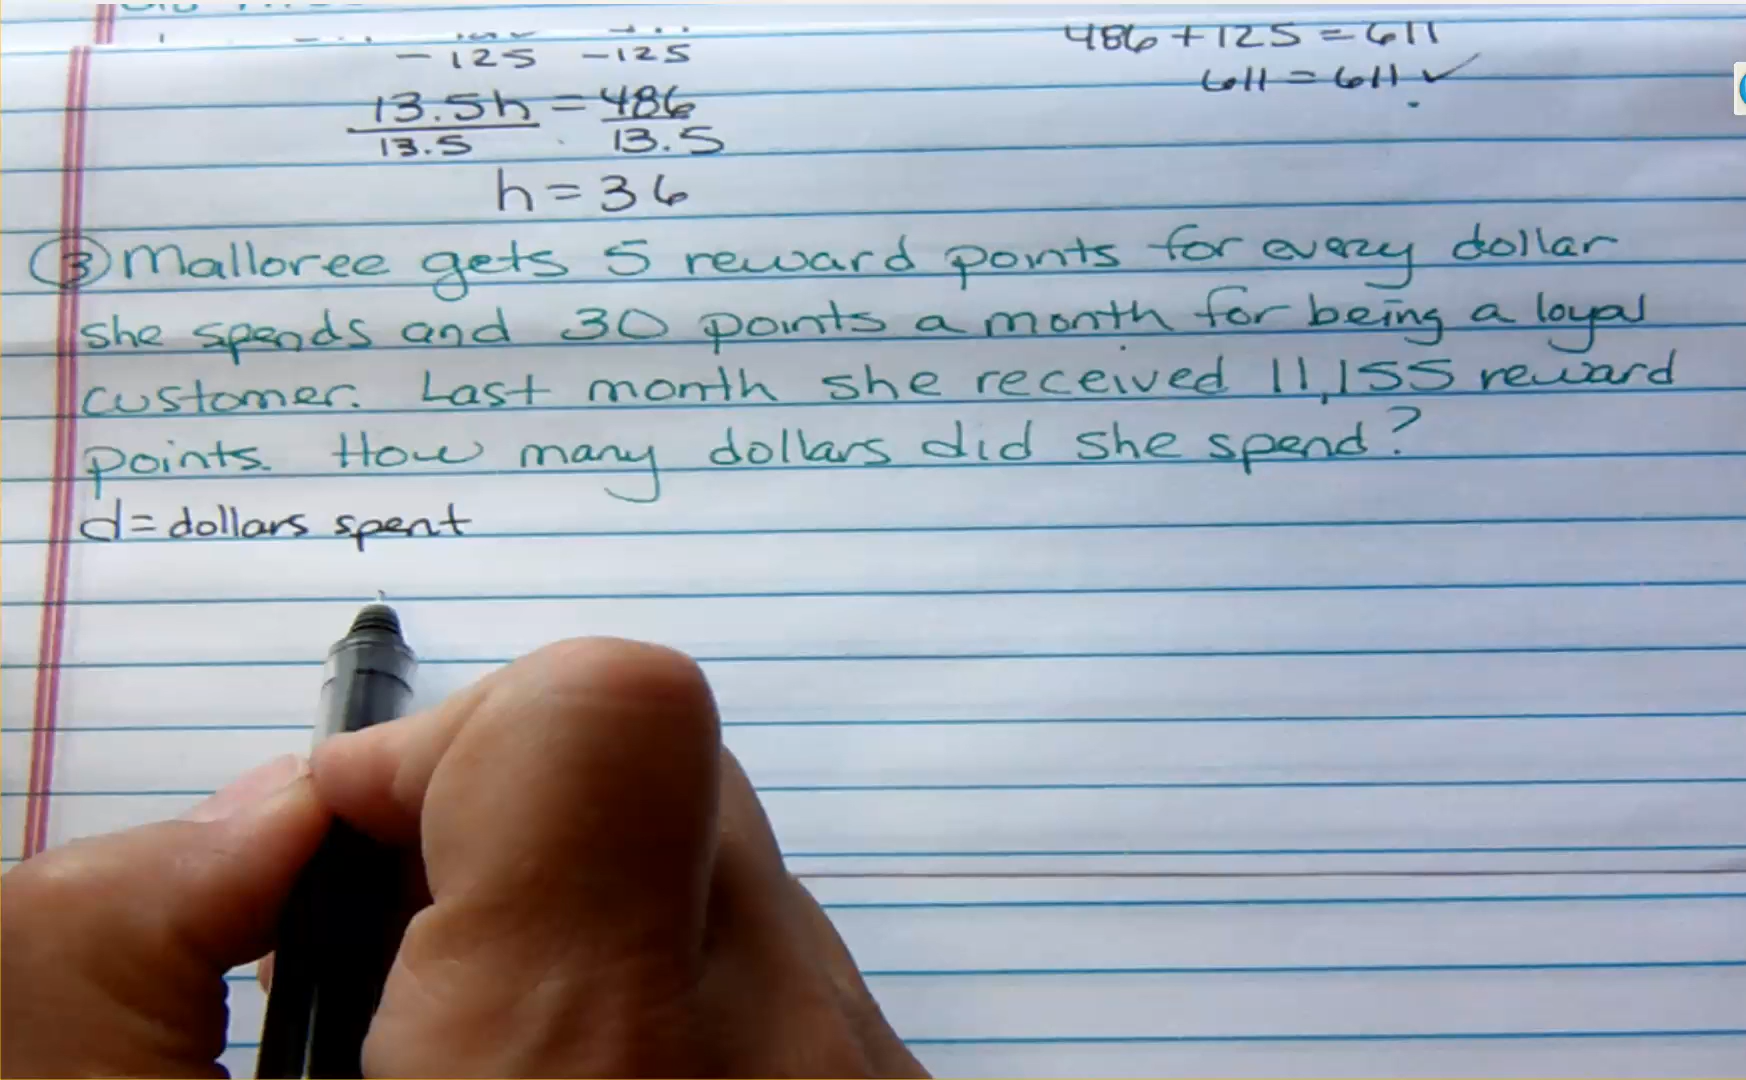 -125 -125
486+125=611
611=611✓
13.5h=486
13.5 13.5
h=36
③ Malloree gets 5 reward points for every dollar
she spends and 30 points a month for being a loyal
customer. Last month she received 11,155 reward
points. How many dollars did she spend?
d=dollars spent